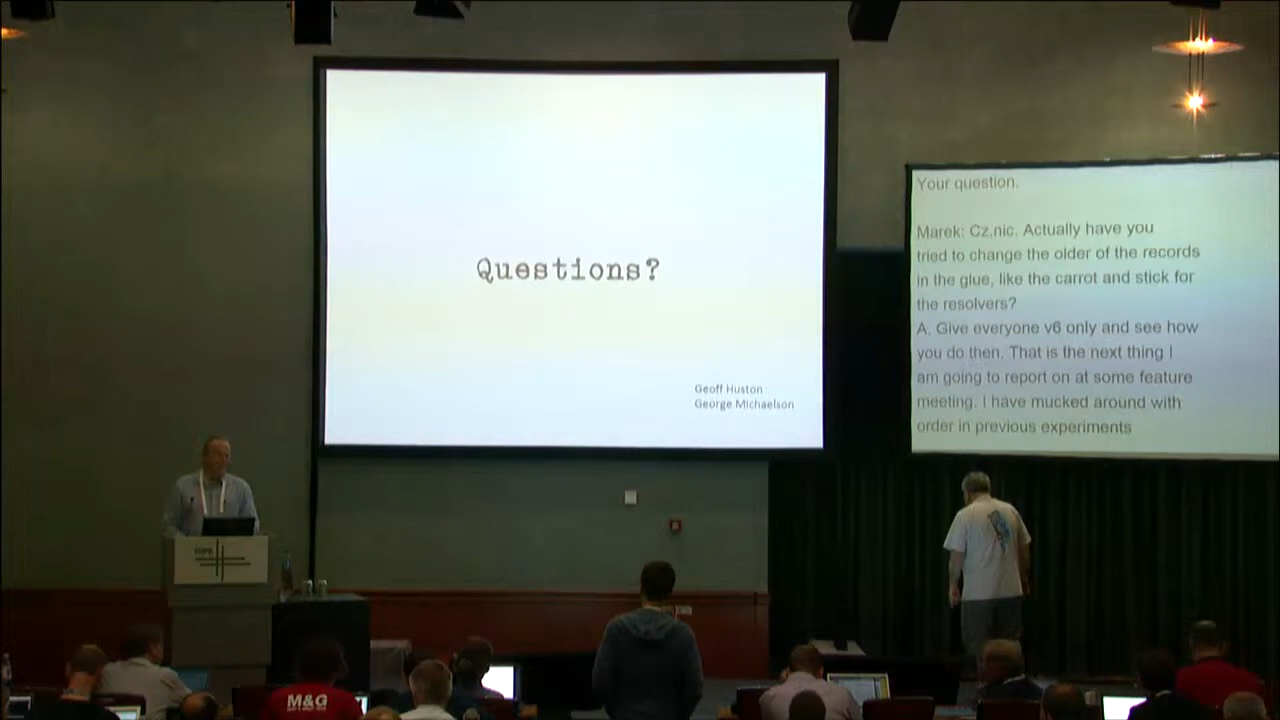 Questions?
Geoff Huston
George Michaelson
Your question.
Marek: Cz.nic. Actually have you
tried to change the older of the records
in the glue, like the carrot and stick for
the resolvers?
A. Give everyone v6 only and see how
you do then. That is the next thing I
am going to report on at some feature
meeting. I have mucked around with
order in previous experiments
RIPE
M&G